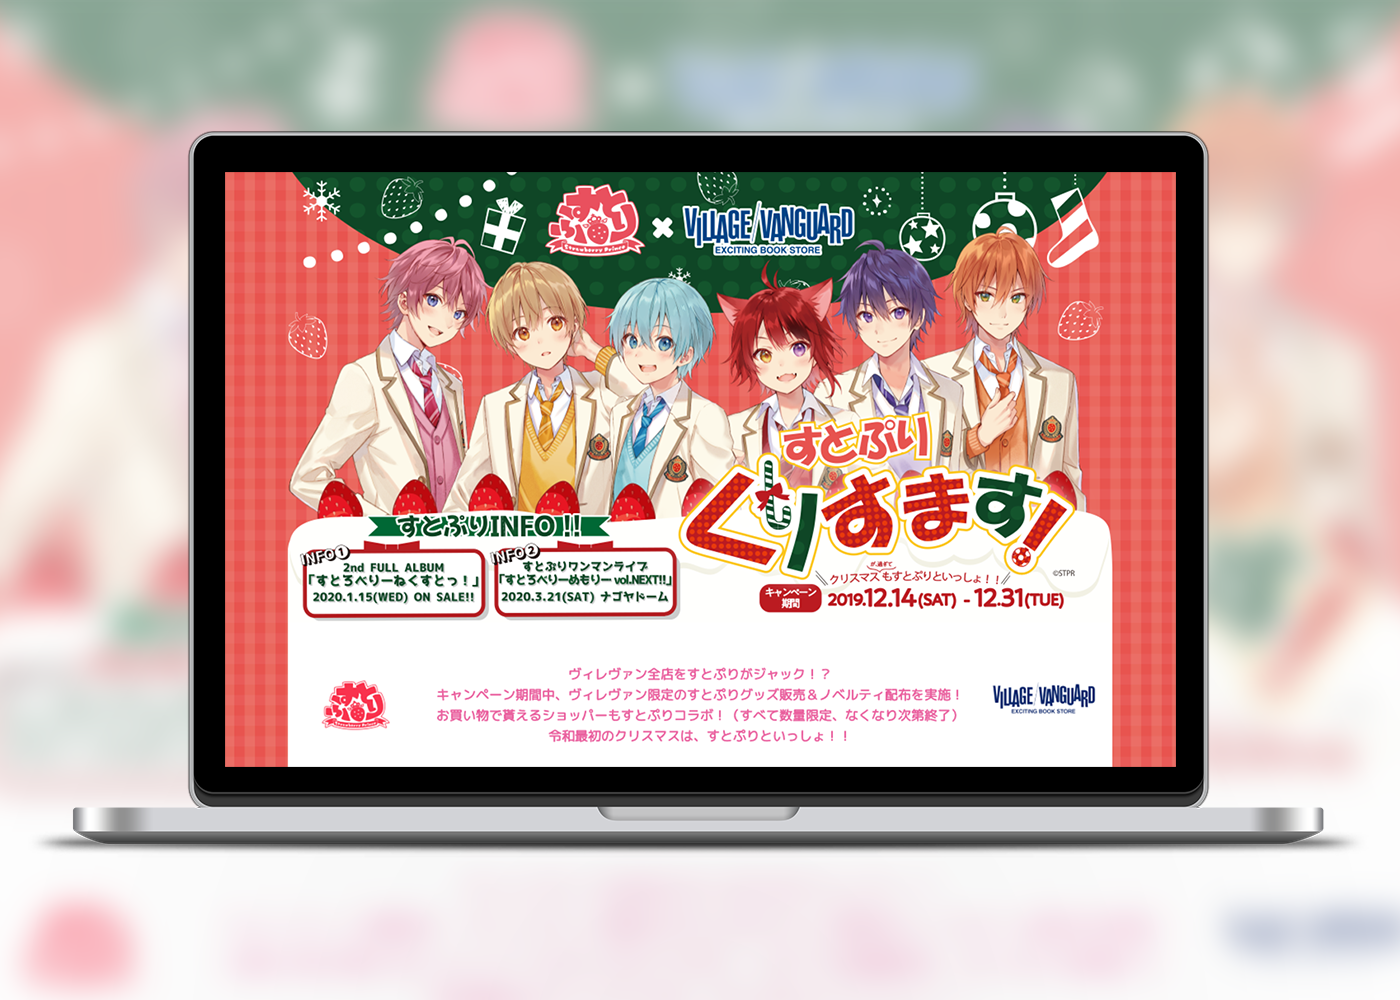 すとぷり
Strawberry Prince
×
VILLAGE/VANGUARD
EXCITING BOOK STORE
すとぷり
くりすます!
すとぷりINFO!!
INFO①
2nd FULL ALBUM
「すとろべりーねくすとっ！」
2020.1.15(WED) ON SALE!!
INFO②
すとぷりワンマンライブ
「すとろべりーめもりー vol.NEXT!!」
2020.3.21(SAT) ナゴヤドーム
が、過ぎて
クリスマスもすとぷりといっしょ！！
©STPR
キャンペーン
期間
2019.12.14(SAT) - 12.31(TUE)
ヴィレヴァン全店をすとぷりがジャック！？
キャンペーン期間中、ヴィレヴァン限定のすとぷりグッズ販売＆ノベルティ配布を実施！
お買い物で貰えるショッパーもすとぷりコラボ！（すべて数量限定、なくなり次第終了）
令和最初のクリスマスは、すとぷりといっしょ！！
すとぷり
Strawberry Prince
VILLAGE/VANGUARD
EXCITING BOOK STORE